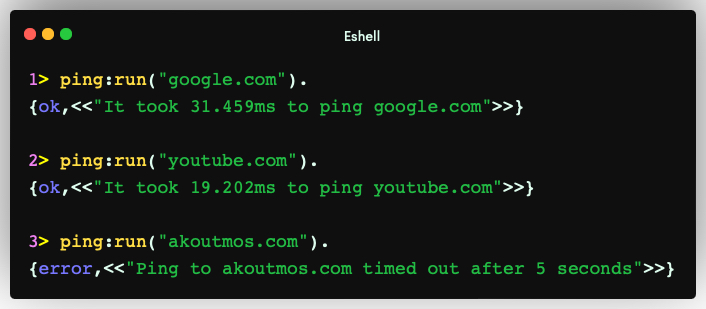 Eshell
1> ping:run("google.com").
{ok,<<"It took 31.459ms to ping google.com">>}
2> ping:run("youtube.com").
{ok,<<"It took 19.202ms to ping youtube.com">>}
3> ping:run("akoutmos.com").
{error,<<"Ping to akoutmos.com timed out after 5 seconds">>}